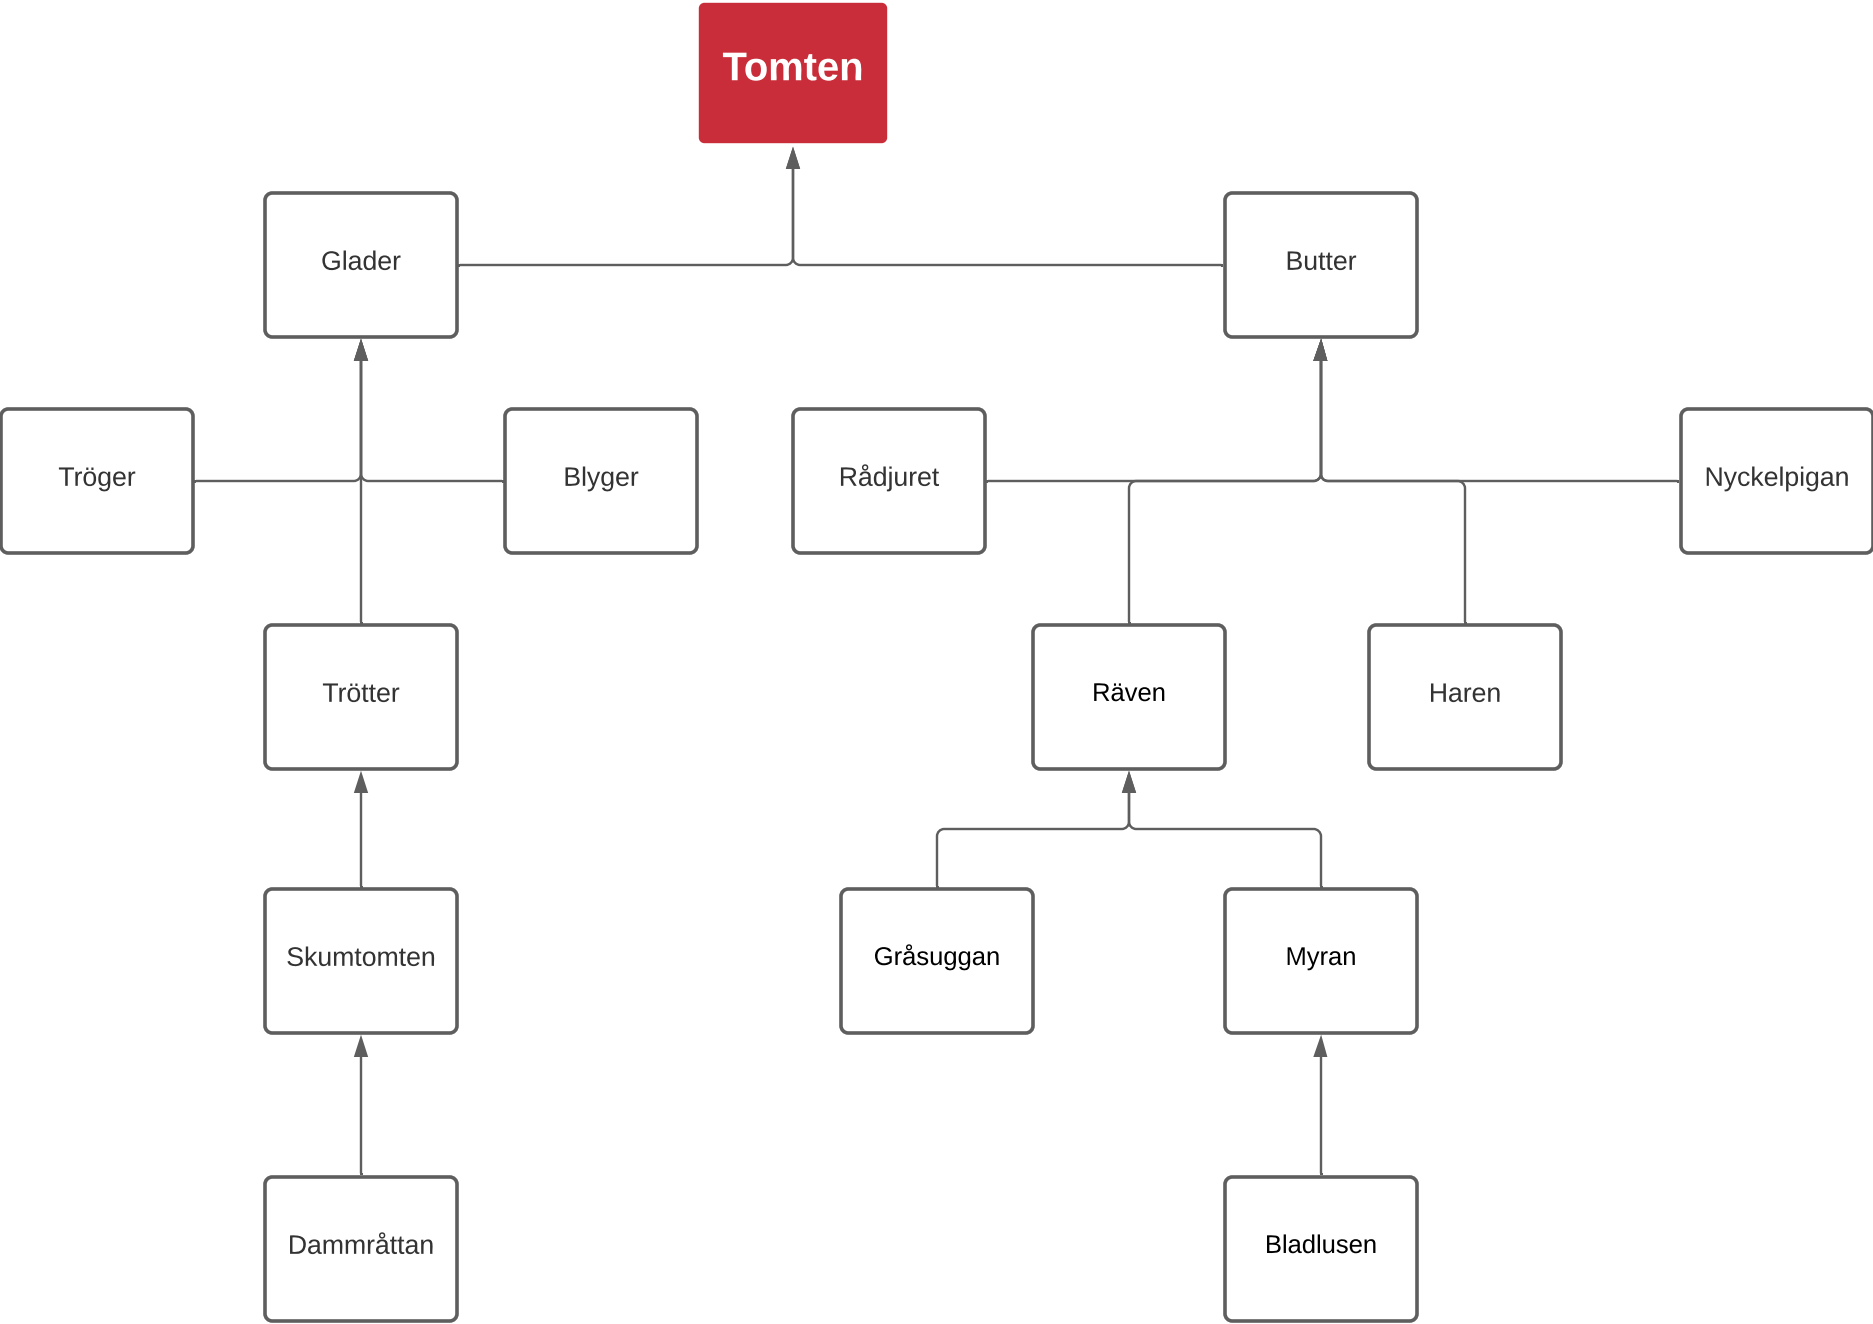 Tomten
Glader
Butter
Tröger
Blyger
Rådjuret
Nyckelpigan
Trötter
Räven
Haren
Skumtomten
Gråsuggan
Myran
Dammråttan
Bladlusen